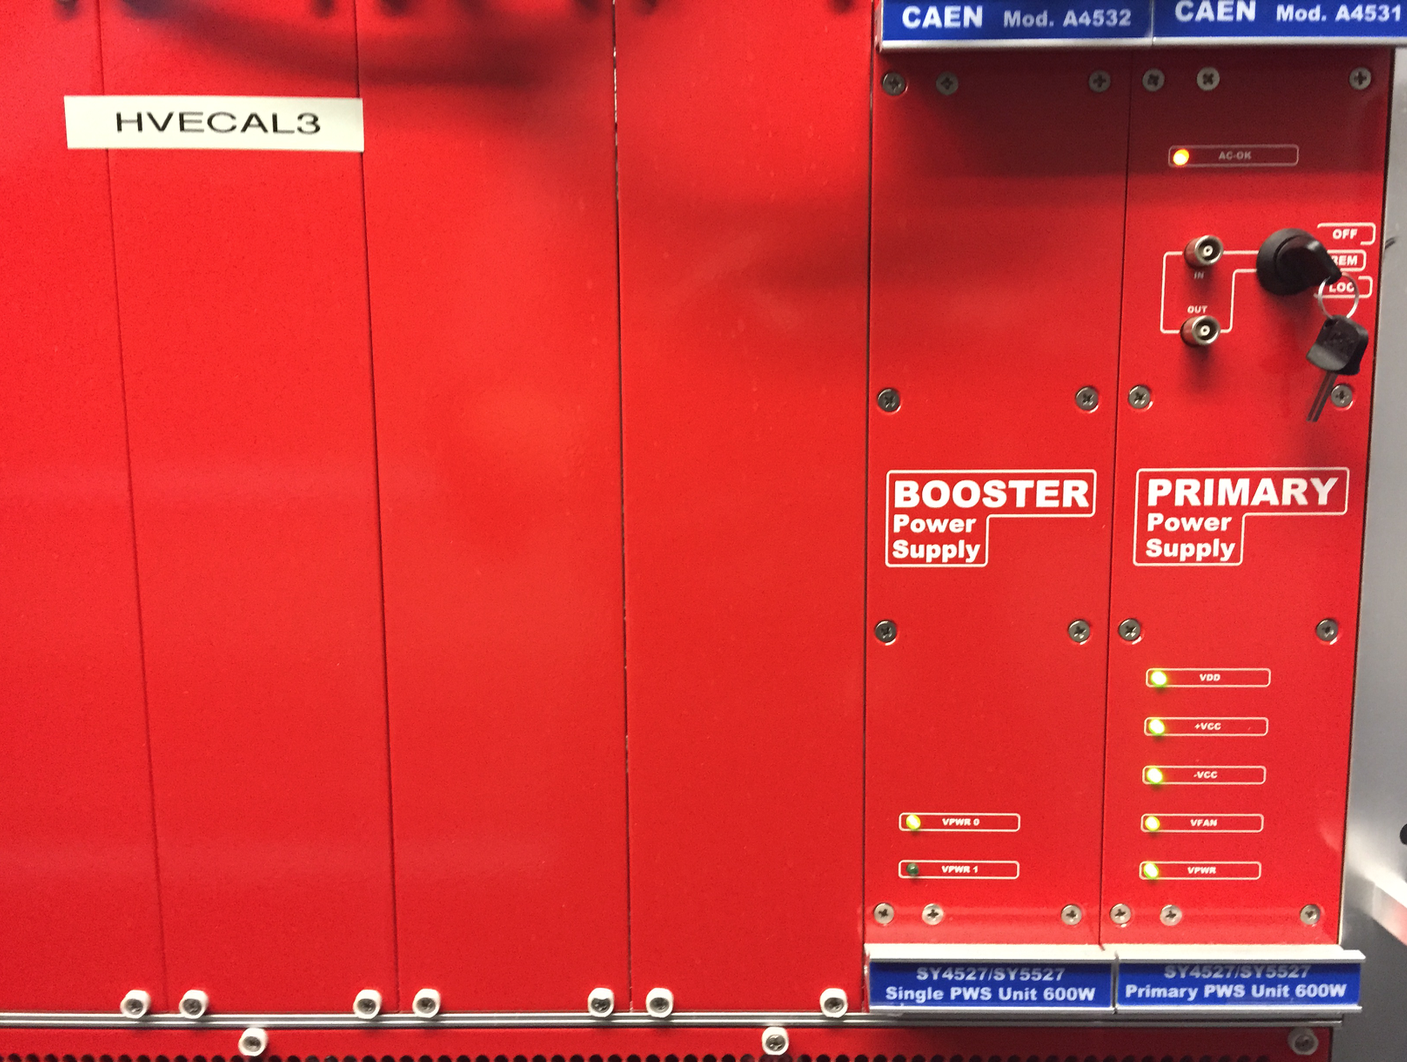 CAEN Mod. A4532
CAEN Mod. A4531
HVECAL3
AC-OK
OFF
REM
LOC
IN
OUT
BOOSTER
Power
Supply
PRIMARY
Power
Supply
VDD
+VCC
-VCC
VFAN
VPWR
VPWR 0
VPWR 1
SY4527/SY5527
Single PWS Unit 600W
SY4527/SY5527
Primary PWS Unit 600W